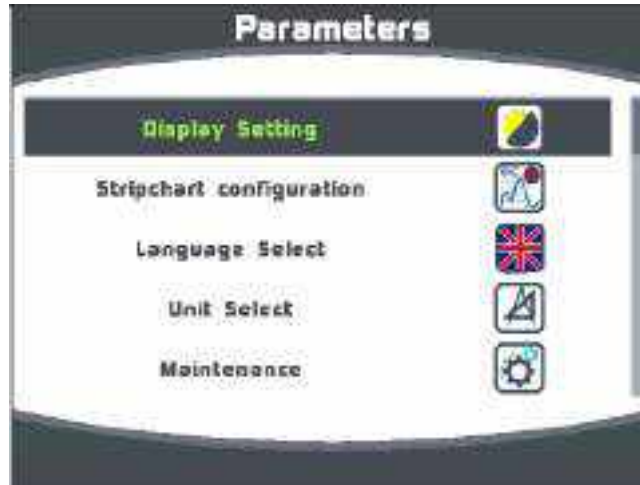 Parameters
Display Setting
Stripchart configuration
Language Select
Unit Select
Maintenance